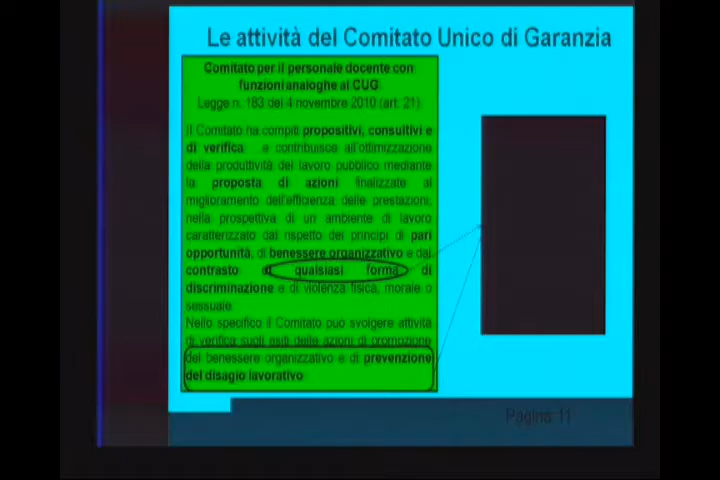 Le attività del Comitato Unico di Garanzia
Comitato per il personale docente con
funzioni analoghe al CUG
Legge n. 183 del 4 novembre 2010 (art. 21)
Il Comitato ha compiti propositivi, consultivi e
di verifica e contribuisce all'ottimizzazione
della produttività del lavoro pubblico mediante
la proposta di azioni finalizzate al
miglioramento dell'efficienza delle prestazioni,
nella prospettiva di un ambiente di lavoro
caratterizzato dal rispetto dei principi di pari
opportunità, di benessere organizzativo e dal
contrasto a qualsiasi forma di
discriminazione e di violenza fisica, morale o
sessuale.
Nello specifico il Comitato può svolgere attività
di verifica sugli esiti delle azioni di promozione
del benessere organizzativo e di prevenzione
del disagio lavorativo
Pagina 11